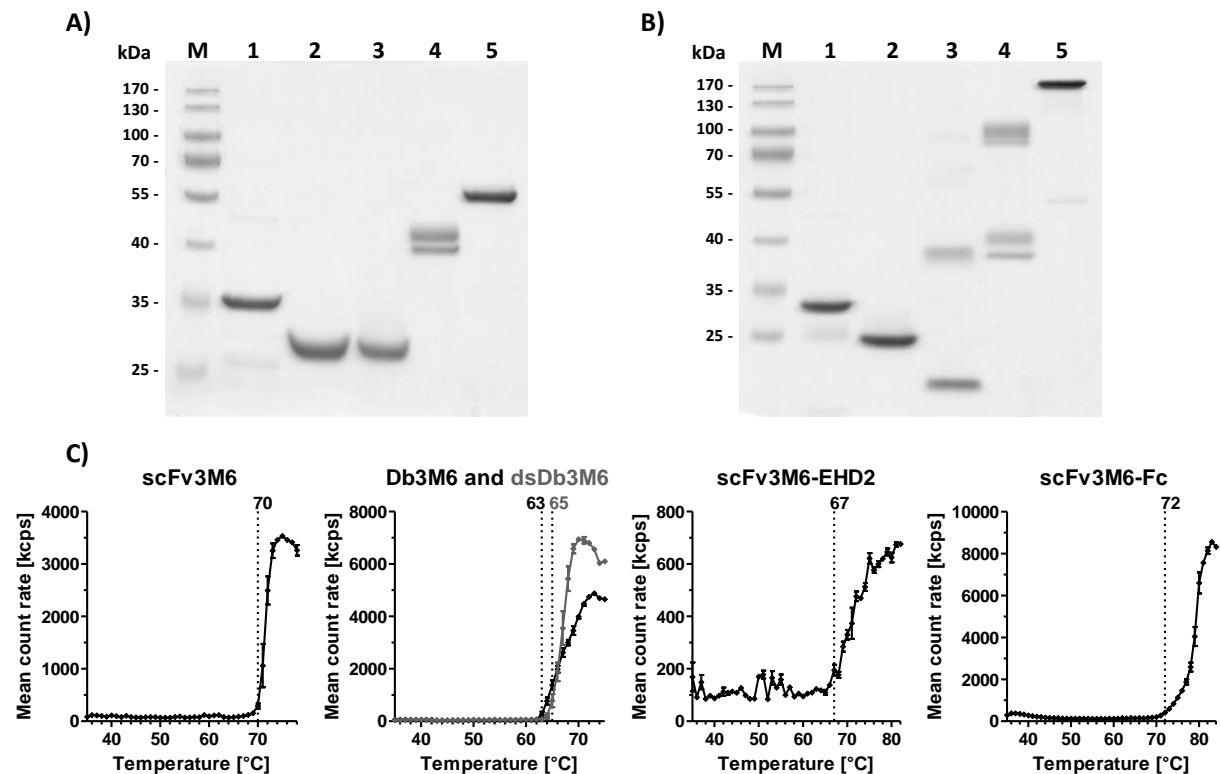 A)
kDa M 1 2 3 4 5
170 -
130 -
100 -
70 -
55 -
40 -
35 -
25 -
B)
kDa M 1 2 3 4 5
170 -
130 -
100 -
70 -
55 -
40 -
35 -
25 -
C)
scFv3M6
70
Mean count rate [kcps]
4000
3000
2000
1000
0
40 50 60 70
Temperature [°C]
Db3M6 and dsDb3M6
63 65
Mean count rate [kcps]
8000
6000
4000
2000
0
40 50 60 70
Temperature [°C]
scFv3M6-EHD2
67
Mean count rate [kcps]
800
600
400
200
0
40 50 60 70 80
Temperature [°C]
scFv3M6-Fc
72
Mean count rate [kcps]
10000
8000
6000
4000
2000
0
40 50 60 70 80
Temperature [°C]